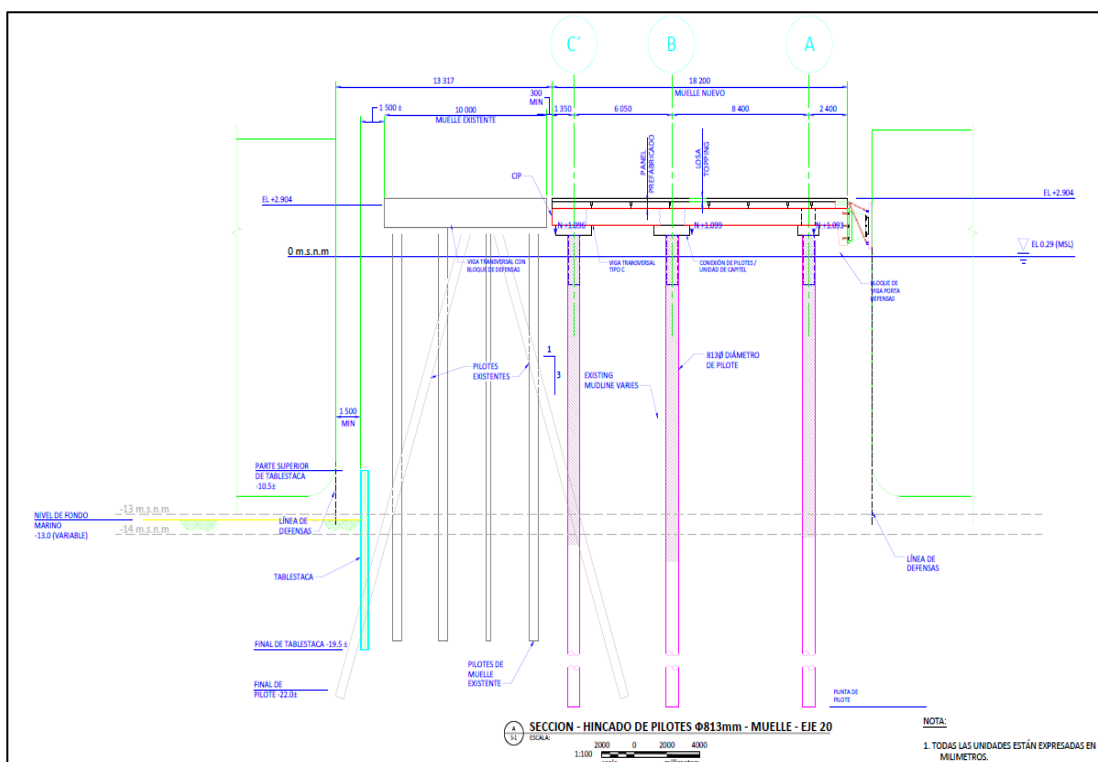 C' B A
13 317
18 200
MUELLE NUEVO
300
MIN
1 500 ±
10 000
MUELLE EXISTENTE
1 350
6 050
8 400
2 400
PANEL
PREFABRICADO
LOSA
TOPPING
CIP
EL +2.904
EL +2.904
N +1.096
N +1.099
N +1.093
0 m.s.n.m
EL 0.29 (MSL)
VIGA TRANSVERSAL CON
BLOQUE DE DEFENSAS
VIGA TRANSVERSAL
TIPO C
CONEXIÓN DE PILOTES /
UNIDAD DE CAPITEL
BLOQUE DE
VIGA PORTA
DEFENSAS
1
3
PILOTES
EXISTENTES
813Ø DIÁMETRO
DE PILOTE
EXISTING
MUDLINE VARIES
1 500
MIN
PARTE SUPERIOR
DE TABLESTACA
-10.5±
-13 m.s.n.m
NIVEL DE FONDO
MARINO
-13.0 (VARIABLE)
LÍNEA DE
DEFENSAS
-14 m.s.n.m
LÍNEA DE
DEFENSAS
TABLESTACA
FINAL DE TABLESTACA -19.5 ±
PILOTES DE
MUELLE
EXISTENTE
FINAL DE
PILOTE -22.0±
PUNTA DE
PILOTE
A
S-1
SECCION - HINCADO DE PILOTES Φ813mm - MUELLE - EJE 20
ESCALA:
1:100
2000 0 2000 4000
scale millimeters
NOTA:
1. TODAS LAS UNIDADES ESTÁN EXPRESADAS EN
MILIMETROS.